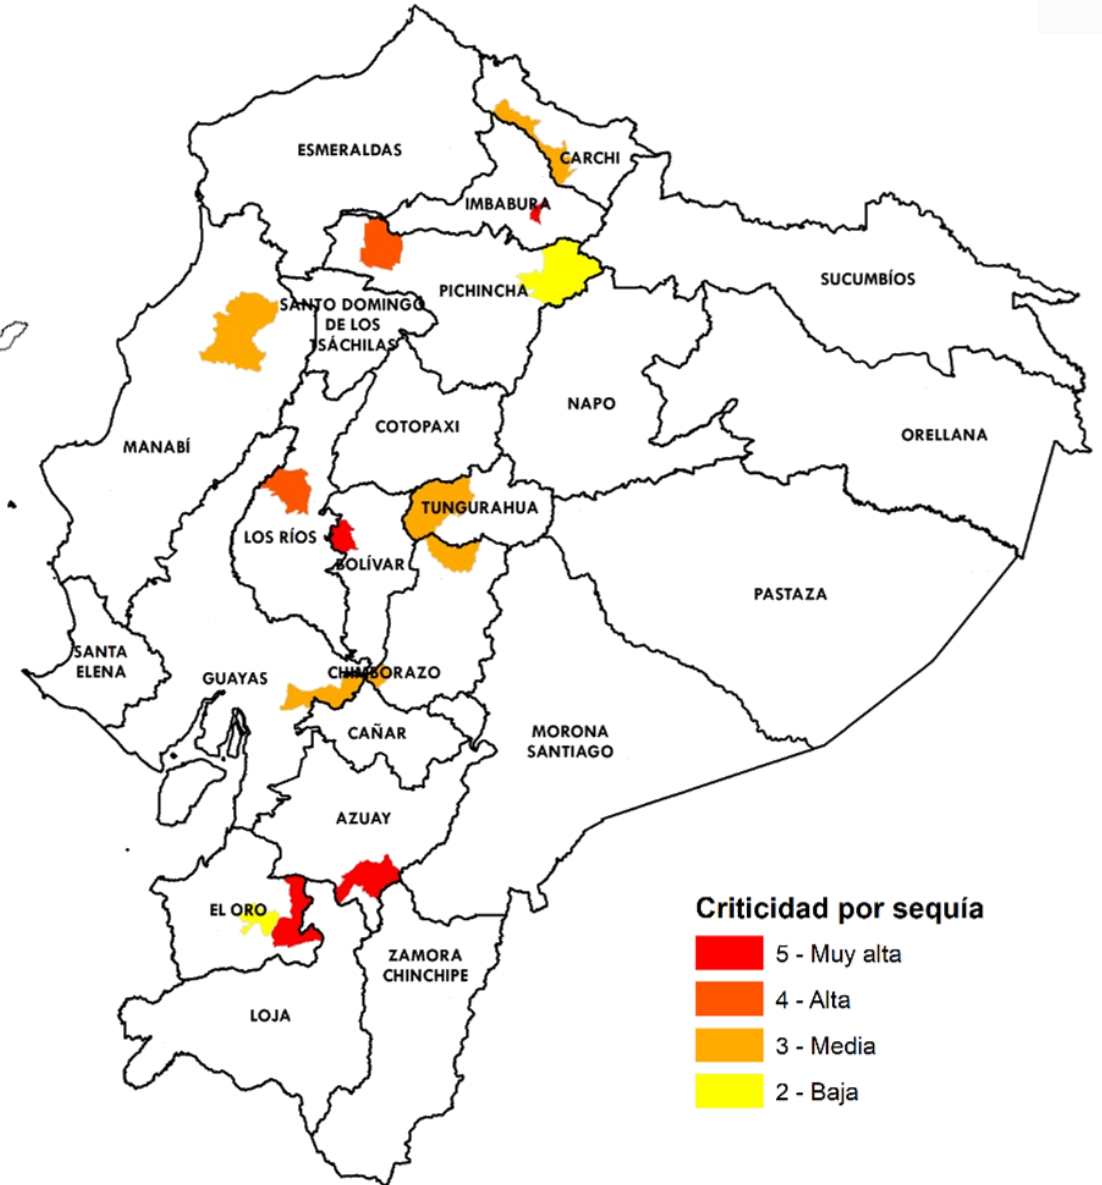 ESMERALDAS
CARCHI
IMBABURA
SUCUMBÍOS
PICHINCHA
SANTO DOMINGO
DE LOS
TSÁCHILAS
NAPO
COTOPAXI
ORELLANA
MANABÍ
TUNGURAHUA
LOS RÍOS
BOLÍVAR
PASTAZA
SANTA
ELENA
GUAYAS
CHIMBORAZO
CAÑAR
MORONA
SANTIAGO
AZUAY
EL ORO
ZAMORA
CHINCHIPE
LOJA
Criticidad por sequía
5 - Muy alta
4 - Alta
3 - Media
2 - Baja